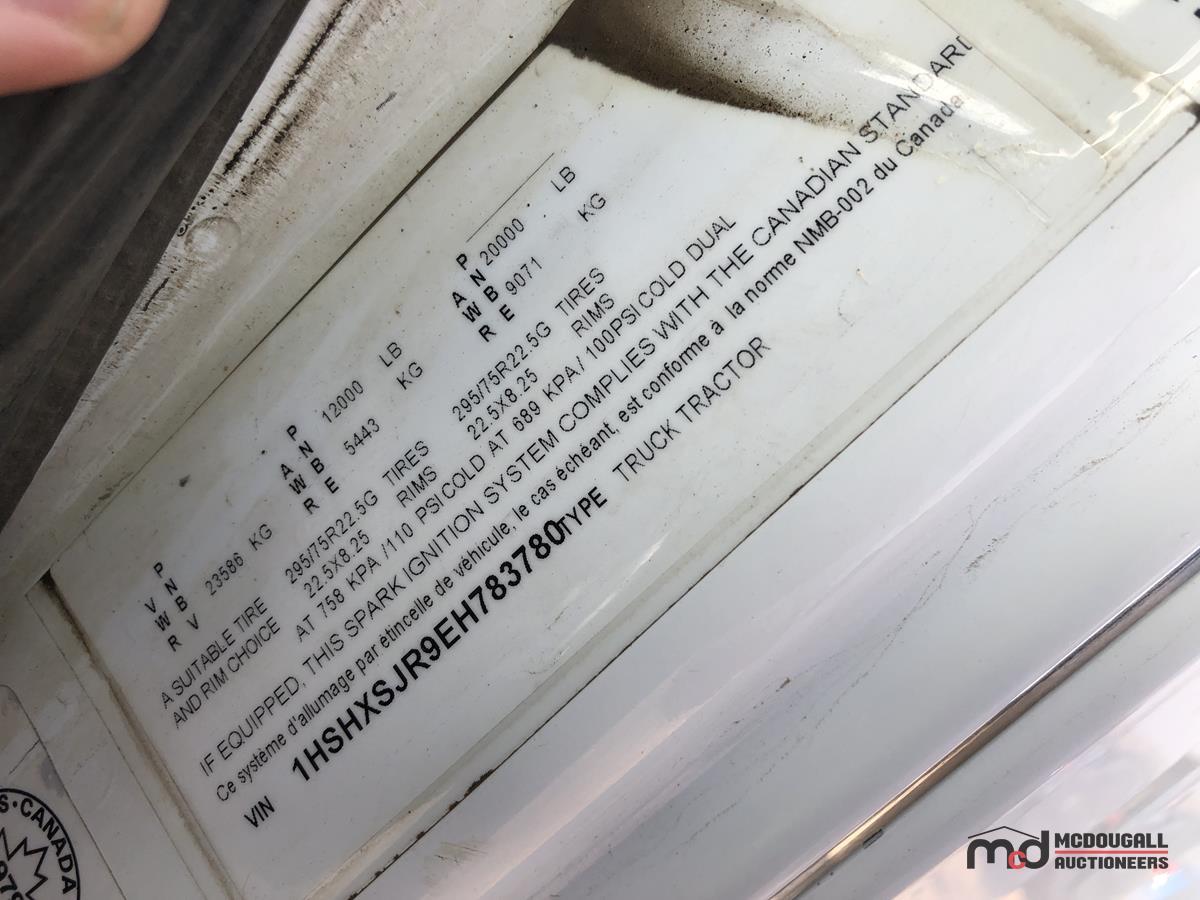 P P P
V N A N 12000 LB A N 20000 LB
W B 23586 KG W B 5443 KG W B 9071 KG
R V R E R E
A SUITABLE TIRE 295/75R22.5G TIRES 295/75R22.5G TIRES
AND RIM CHOICE 22.5X8.25 RIMS 22.5X8.25 RIMS
AT 758 KPA /110 PSI COLD AT 689 KPA/ 100PSI COLD DUAL
IF EQUIPPED, THIS SPARK IGNITION SYSTEM COMPLIES WITH THE CANADIAN STANDARD
Ce système d'allumage par étincelle de véhicule, le cas échéant, est conforme à la norme NMB-002 du Canada
VIN 1HSHXSJR9EH783780 TYPE TRUCK TRACTOR
S·CANADA
mcd MCDOUGALL
AUCTIONEERS